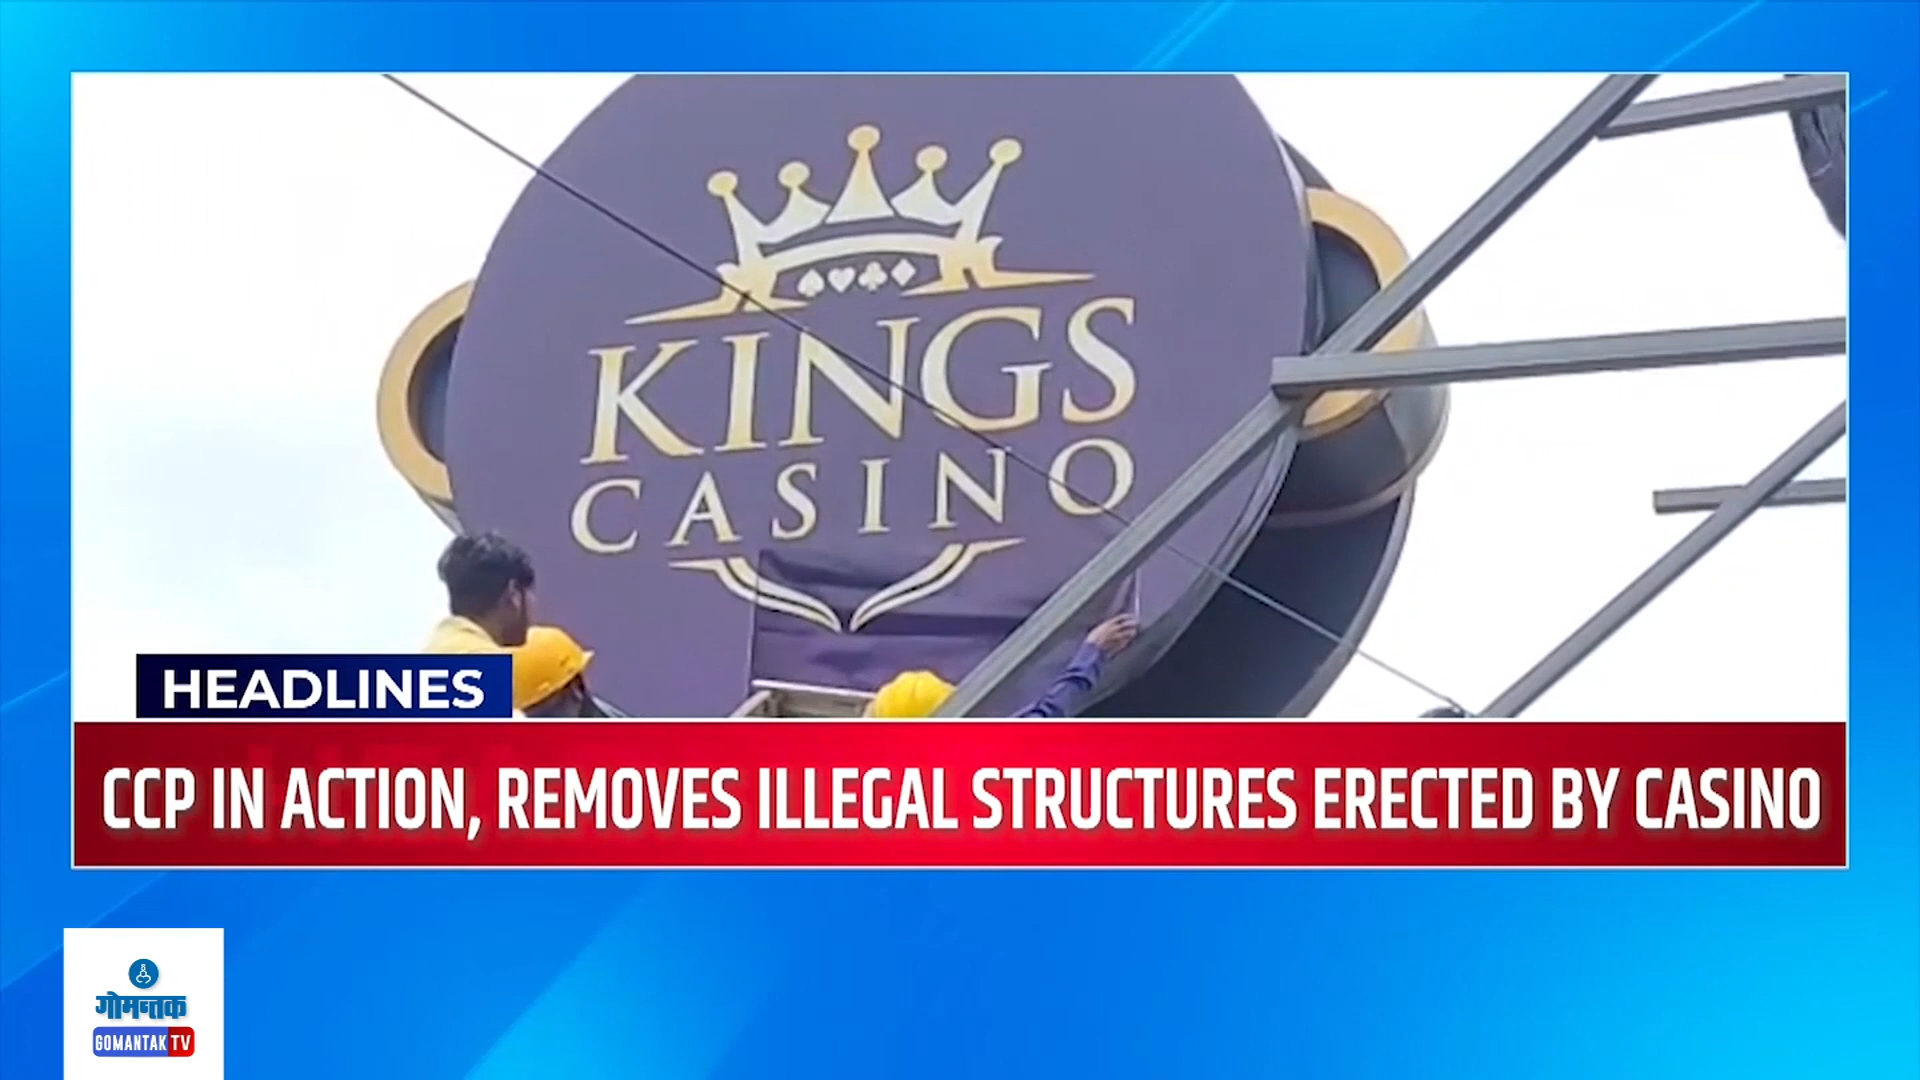 KINGS
CASINO
HEADLINES
CCP IN ACTION, REMOVES ILLEGAL STRUCTURES ERECTED BY CASINO
गोमन्तक
GOMANTAK TV